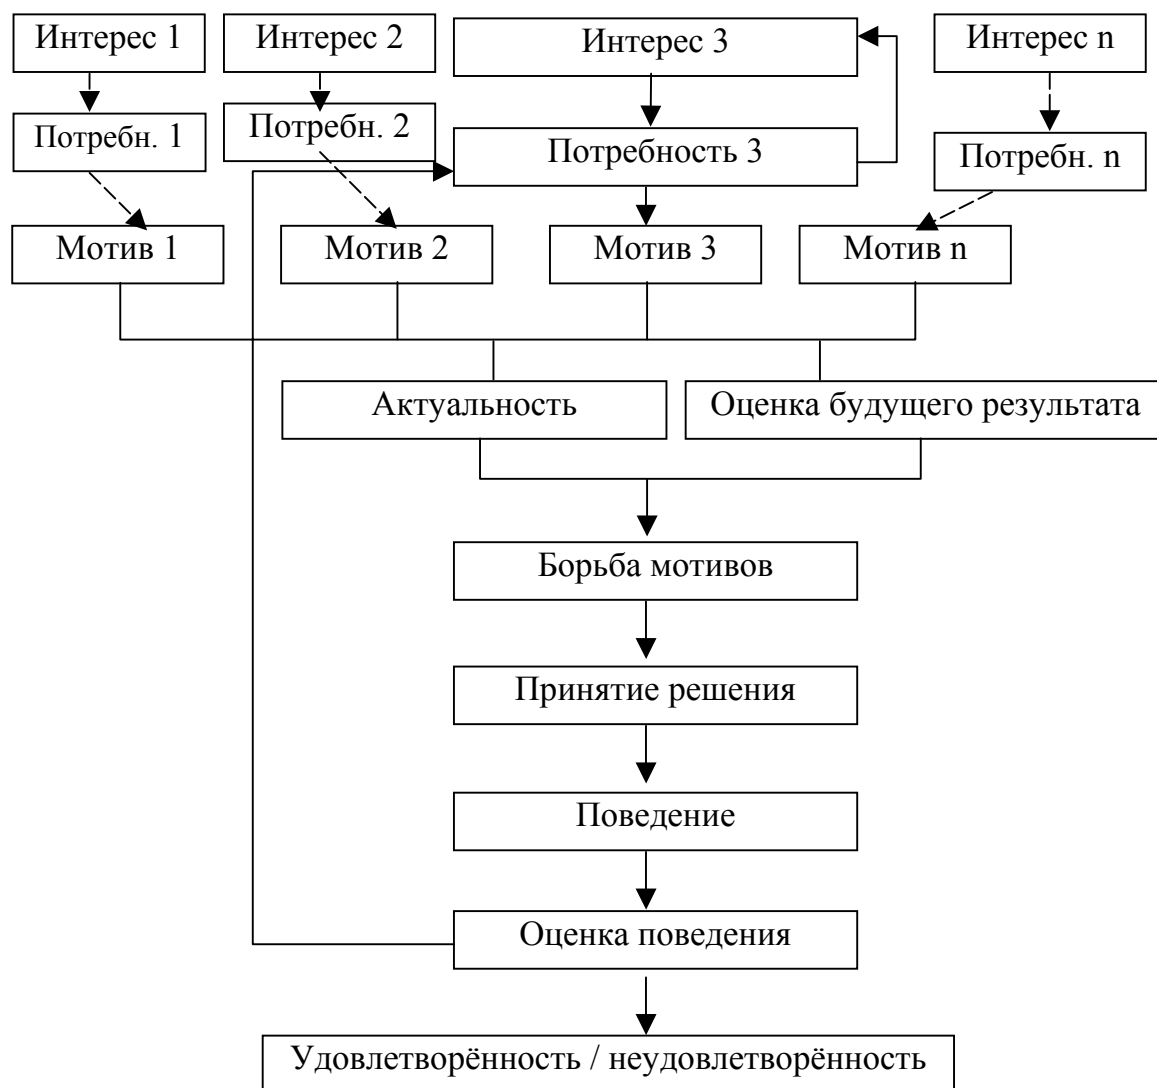 Интерес 1
Интерес 2
Интерес 3
Интерес n
Потребн. 1
Потребн. 2
Потребность 3
Потребн. n
Мотив 1
Мотив 2
Мотив 3
Мотив n
Актуальность
Оценка будущего результата
Борьба мотивов
Принятие решения
Поведение
Оценка поведения
Удовлетворённость / неудовлетворённость